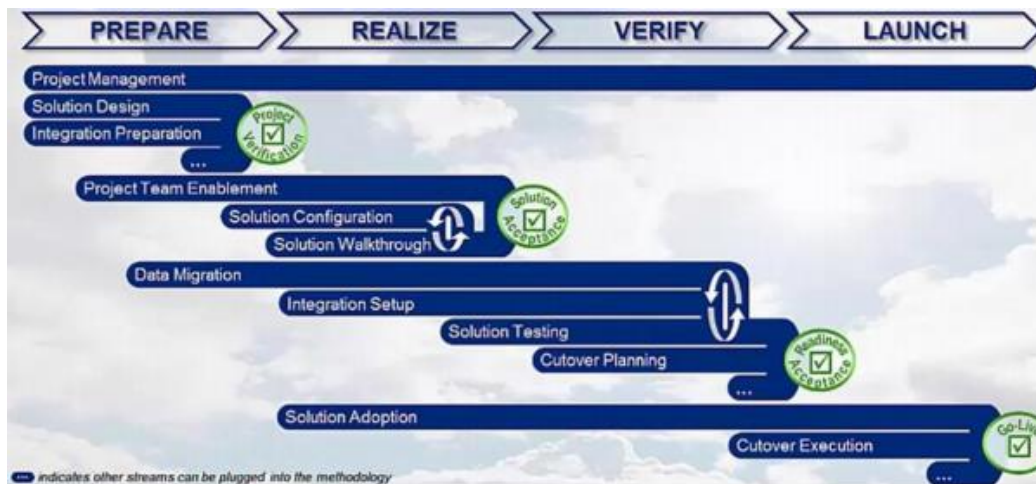 PREPARE
REALIZE
VERIFY
LAUNCH
Project Management
Solution Design
Integration Preparation
Project Verification
...
Project Team Enablement
Solution Configuration
Solution Walkthrough
Solution Acceptance
Data Migration
Integration Setup
Solution Testing
Cutover Planning
Readiness Acceptance
...
Solution Adoption
Cutover Execution
Go-Live
...
... indicates other streams can be plugged into the methodology